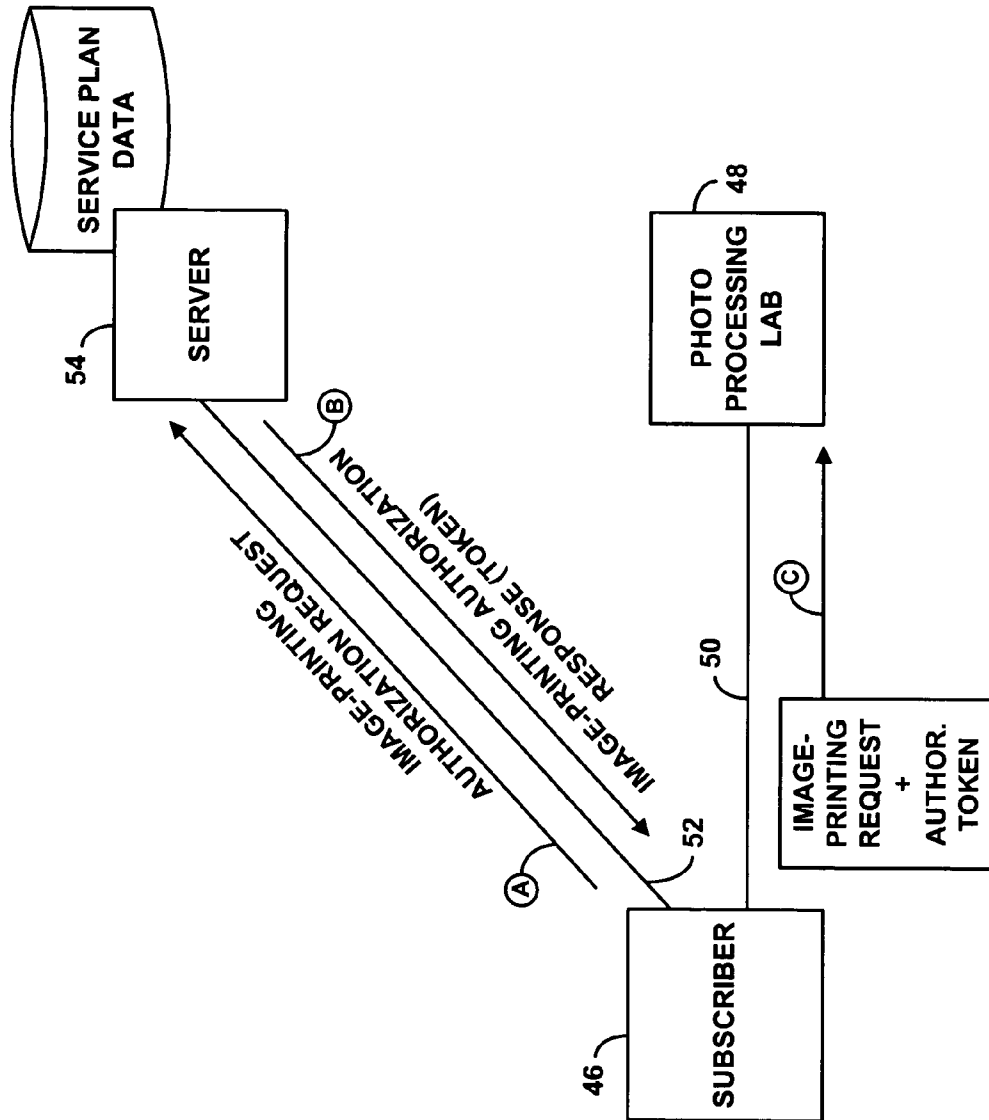 SERVICE PLAN
DATA
54
SERVER
A
IMAGE-PRINTING
AUTHORIZATION REQUEST
B
IMAGE-PRINTING AUTHORIZATION
RESPONSE (TOKEN)
52
46
SUBSCRIBER
50
48
PHOTO
PROCESSING
LAB
C
IMAGE-
PRINTING
REQUEST
+
AUTHOR.
TOKEN